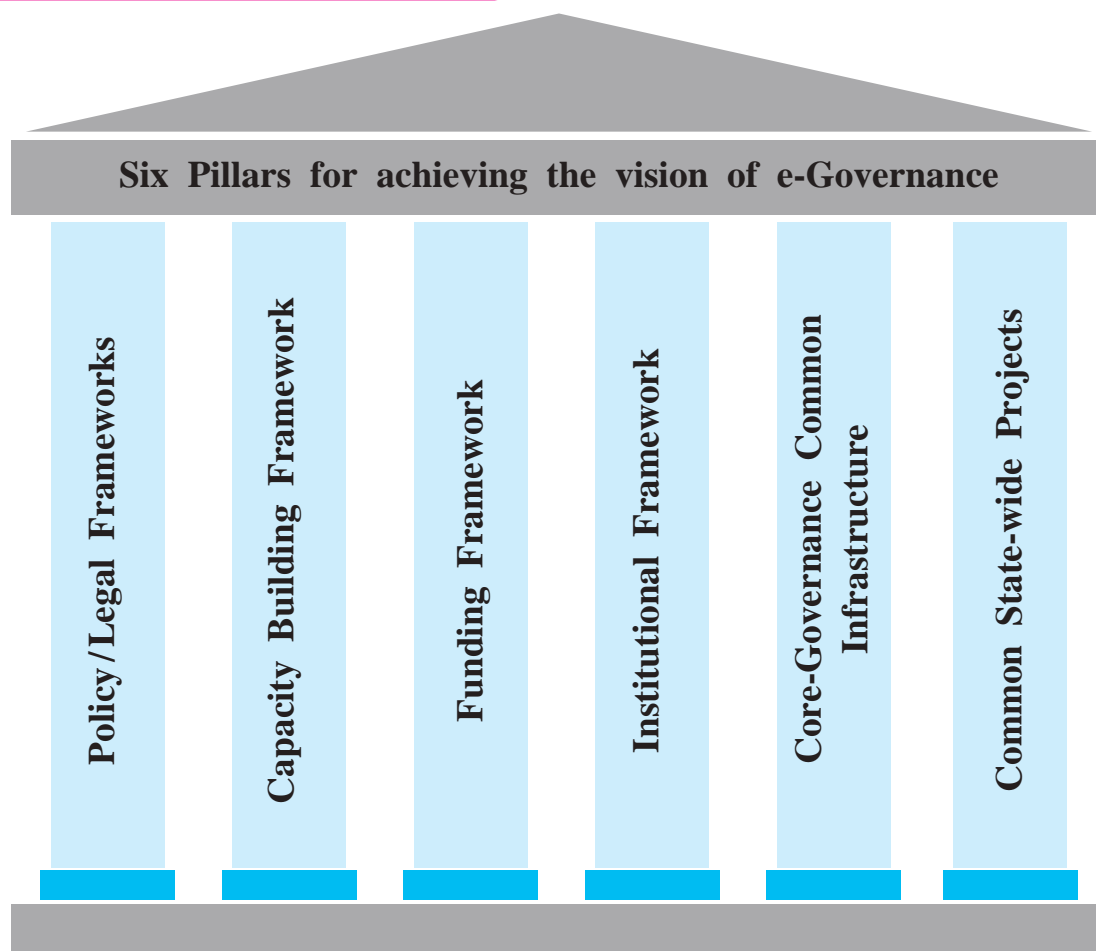 Six Pillars for achieving the vision of e-Governance
Policy/Legal Frameworks
Capacity Building Framework
Funding Framework
Institutional Framework
Core-Governance Common
Infrastructure
Common State-wide Projects